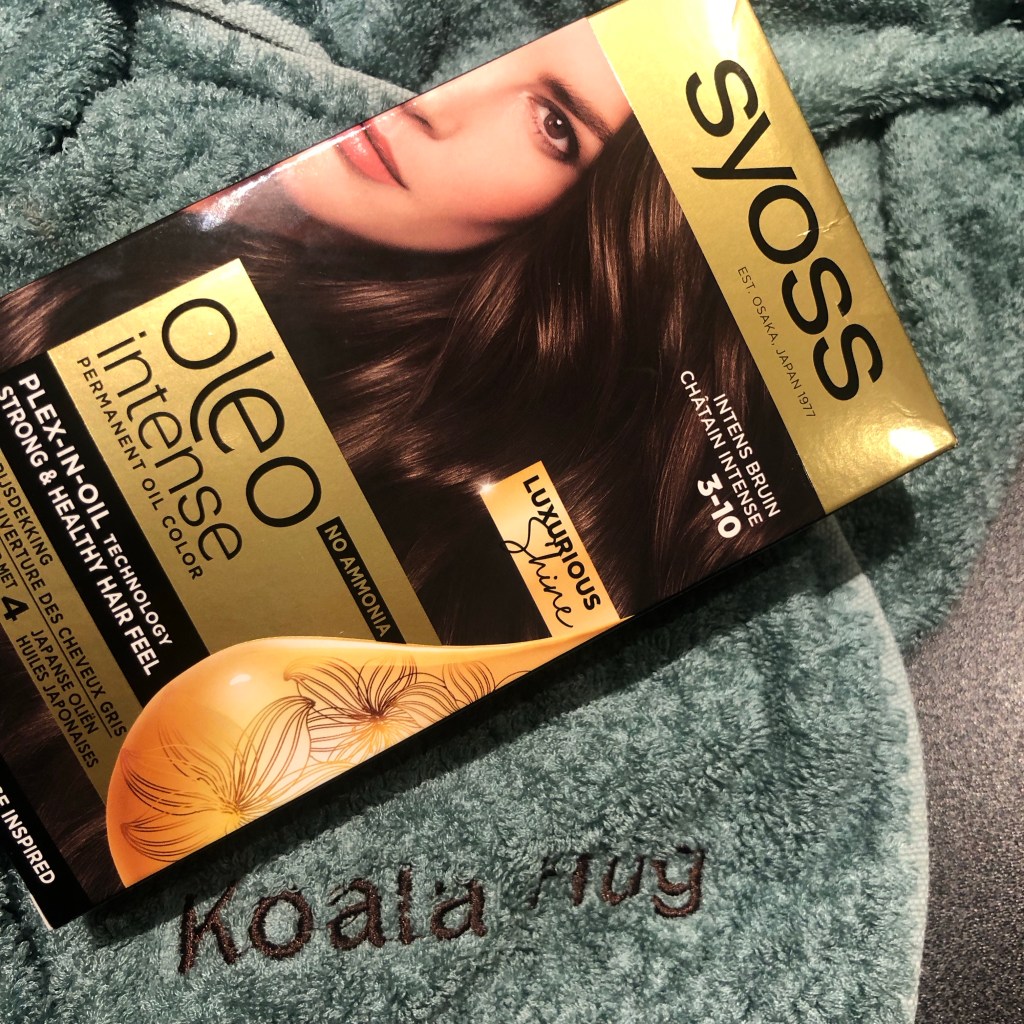 syoss
EST. OSAKA, JAPAN 1977
INTENS BRUIN
CHÂTAIN INTENSE
3-10
LUXURIOUS
Shine
oleo
intense
PERMANENT OIL COLOR
NO AMMONIA
PLEX-IN-OIL TECHNOLOGY
STRONG & HEALTHY HAIR FEEL
DES CHEVEUX GRIS
MET 4 JAPANSE OLIËN
HUILES JAPONAISES
INSPIRED
Koala Hug